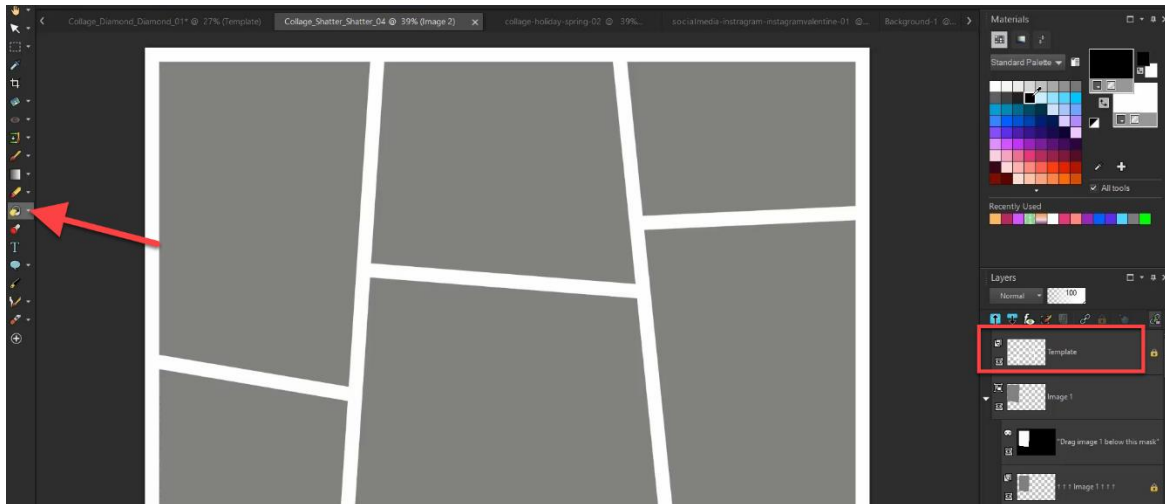 Collage_Diamond_Diamond_01* @ 27% (Template)
Collage_Shatter_Shatter_04 @ 39% (Image 2)
collage-holiday-spring-02 @ 39%...
socialmedia-instragram-instagramvalentine-01 @...
Background-1 @...
Materials
Standard Palette
All tools
Recently Used
Layers
Normal
100
Template
Image 1
"Drag image 1 below this mask"
↑ ↑ ↑ Image 1 ↑ ↑ ↑
T